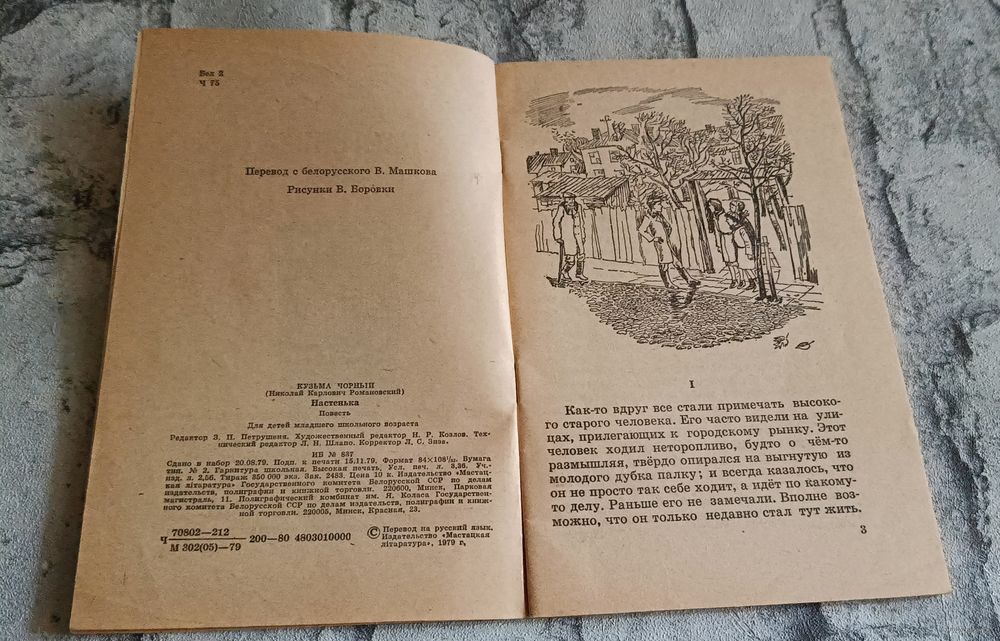 Бел 2
Ч 75
Перевод с белорусского В. Машкова
Рисунки В. Боровки
КУЗЬМА ЧОРНЫЙ
(Николай Карлович Романовский)
Настенька
Повесть
Для детей младшего школьного возраста
Редактор З. П. Петрушеня. Художественный редактор Н. Р. Козлов. Тех-
нический редактор Л. Н. Шлапо. Корректор Л. С. Зязв.
ИБ № 837
Сдано в набор 20.08.79. Подп. к печати 15.11.79. Формат 84×108¹/₃₂. Бумага
тип. № 2. Гарнитура школьная. Высокая печать. Усл. печ. л. 3,36. Уч.-
изд. л. 2,56. Тираж 350 000 экз. Зак. 2483. Цена 10 к. Издательство «Мастац-
кая літаратура» Государственного комитета Белорусской ССР по делам
издательств, полиграфии и книжной торговли. 220600, Минск, Парковая
магистраль, 11. Полиграфический комбинат им. Я. Коласа Государствен-
ного комитета Белорусской ССР по делам издательств, полиграфии и книж-
ной торговли. 220005, Минск, Красная, 23.
Ч 70802—212
М 302(05)—79 200—80 4803010000
© Перевод на русский язык.
Издательство «Мастацкая
літаратура», 1979 г,
I
Как-то вдруг все стали примечать высоко-
го старого человека. Его часто видели на ули-
цах, прилегающих к городскому рынку. Этот
человек ходил неторопливо, будто о чём-то
размышляя, твёрдо опирался на выгнутую из
молодого дубка палку; и всегда казалось, что
он не просто так себе ходит, а идёт по какому-
то делу. Раньше его не замечали. Вполне воз-
можно, что он только недавно стал тут жить.
3